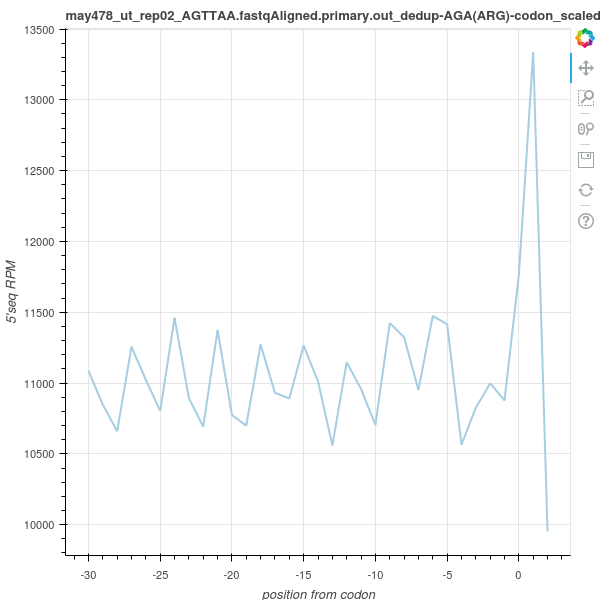 may478_ut_rep02_AGTTAA.fastqAligned.primary.out_dedup-AGA(ARG)-codon_scaled
13500
13000
12500
12000
11500
11000
10500
10000
5'seq RPM
-30 -25 -20 -15 -10 -5 0
position from codon
?